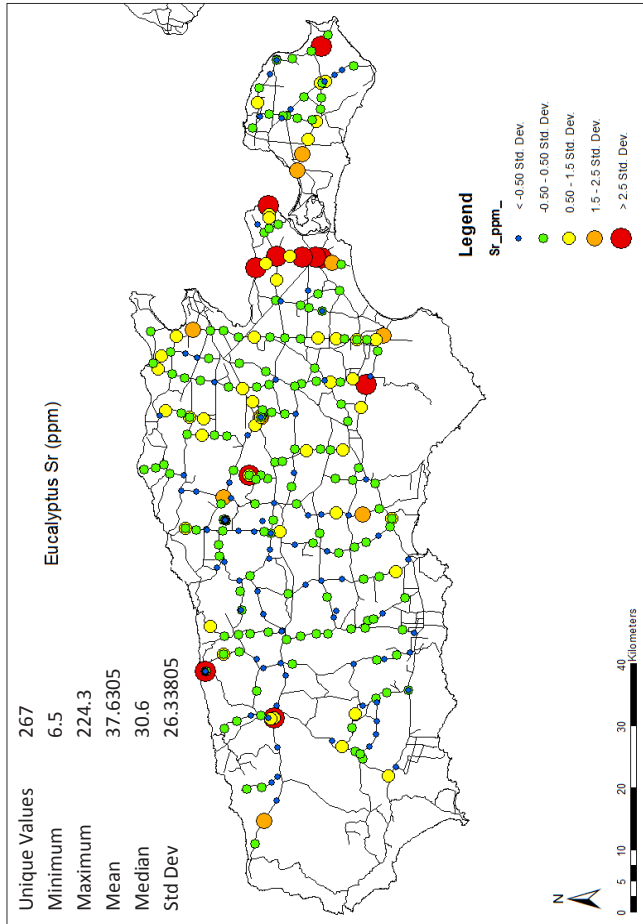 Unique Values 267
Minimum 6.5
Maximum 224.3
Mean 37.6305
Median 30.6
Std Dev 26.33805
Eucalyptus Sr (ppm)
Legend
Sr_ppm_
< -0.50 Std. Dev.
-0.50 - 0.50 Std. Dev.
0.50 - 1.5 Std. Dev.
1.5 - 2.5 Std. Dev.
> 2.5 Std. Dev.
N
0 5 10 20 30 40
Kilometers